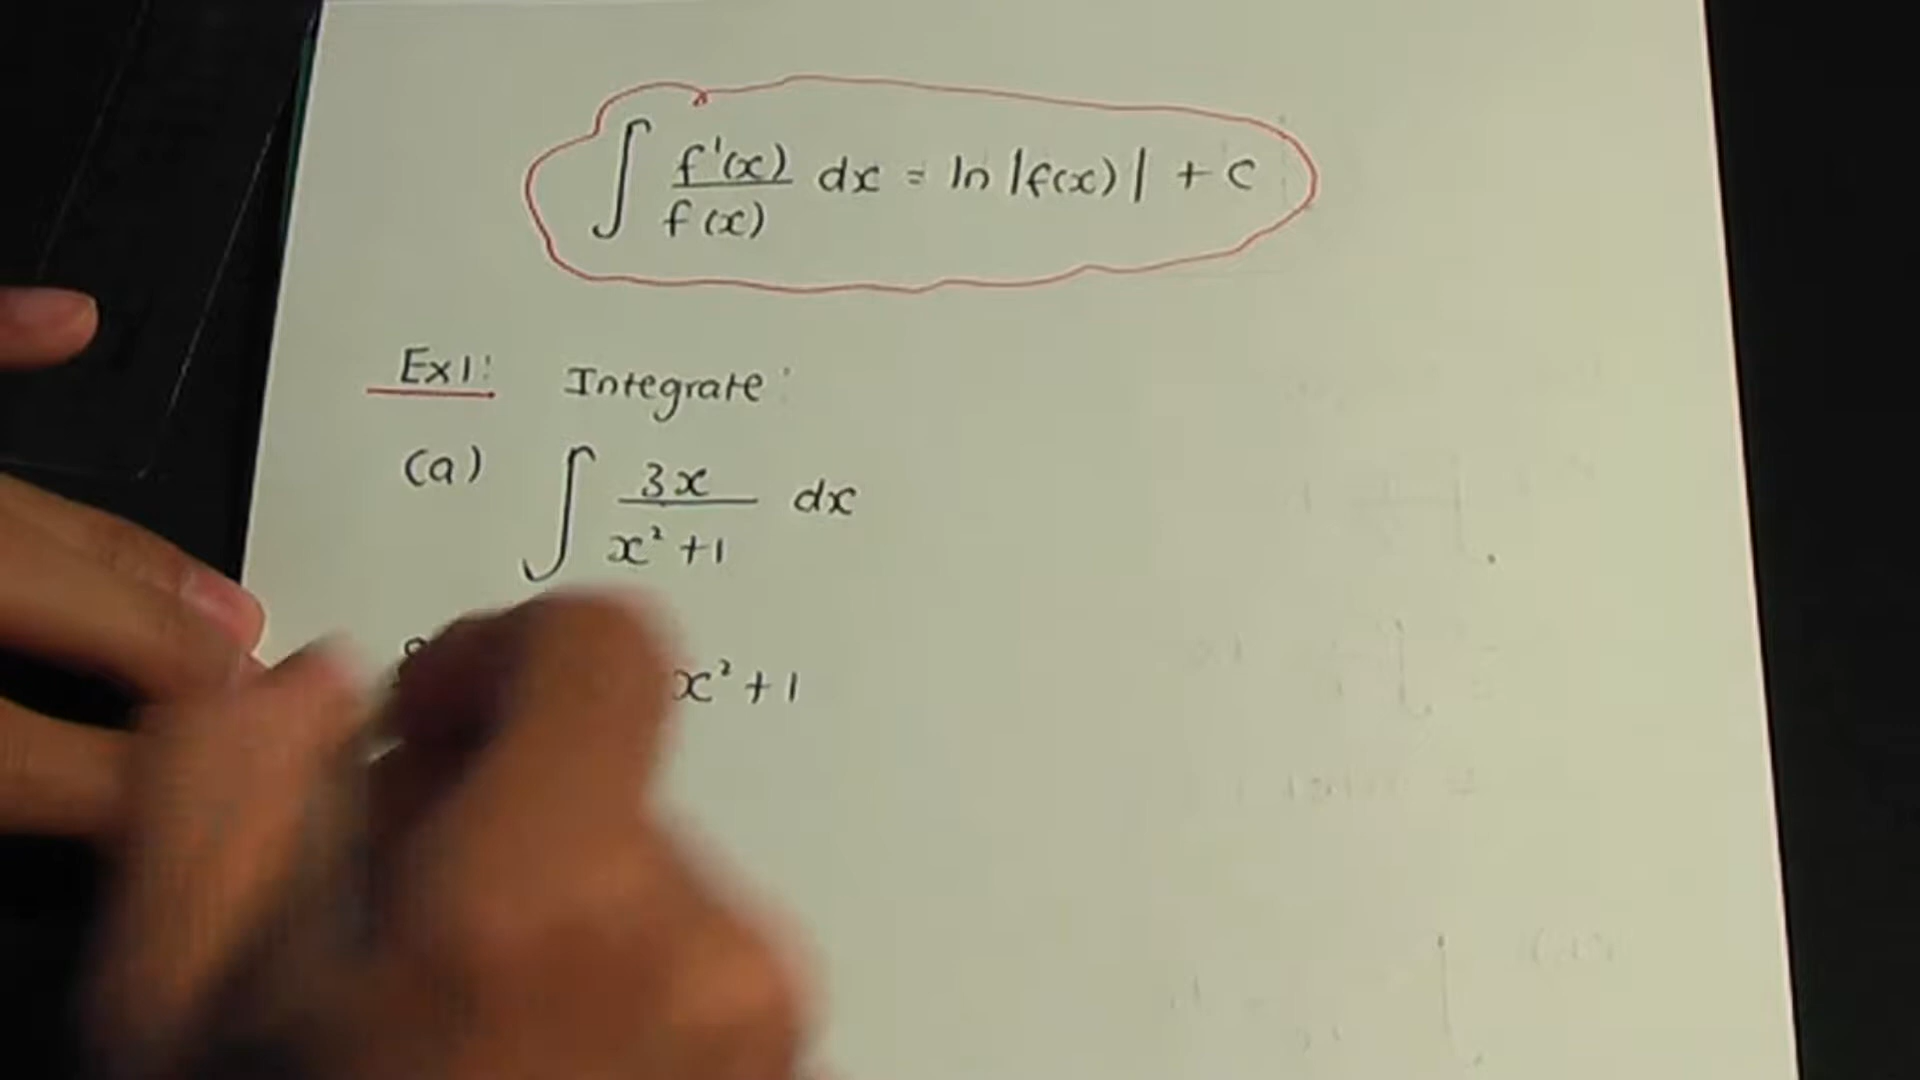 ∫ f'(x)/f(x) dx = ln |f(x)| + c
Ex1: Integrate:
(a) ∫ 3x/x²+1 dx
x² + 1